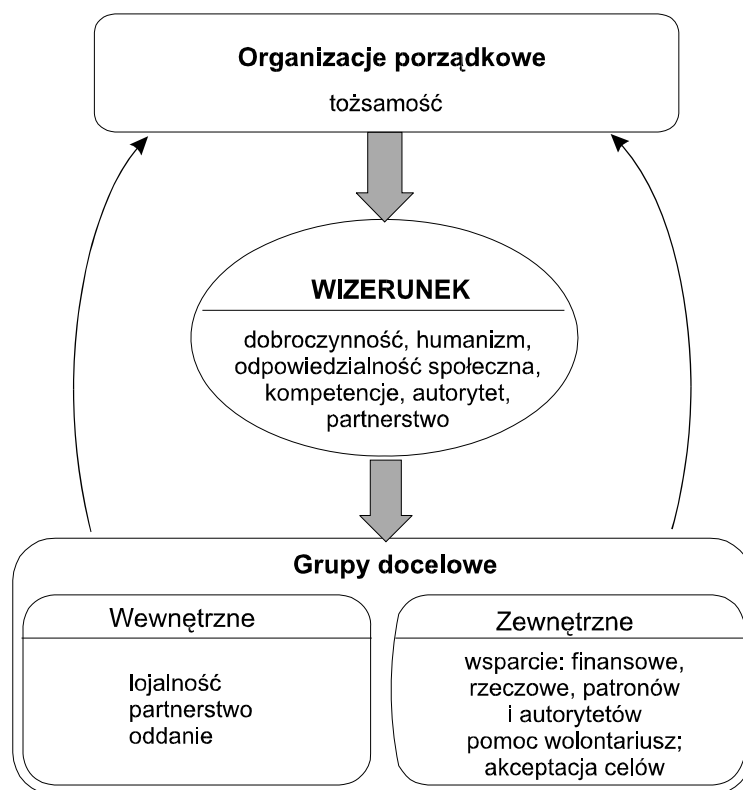 Organizacje porządkowe
tożsamość
WIZERUNEK
dobroczynność, humanizm,
odpowiedzialność społeczna,
kompetencje, autorytet,
partnerstwo
Grupy docelowe
Wewnętrzne
lojalność
partnerstwo
oddanie
Zewnętrzne
wsparcie: finansowe,
rzeczowe, patronów
i autorytetów
pomoc wolontariusz;
akceptacja celów